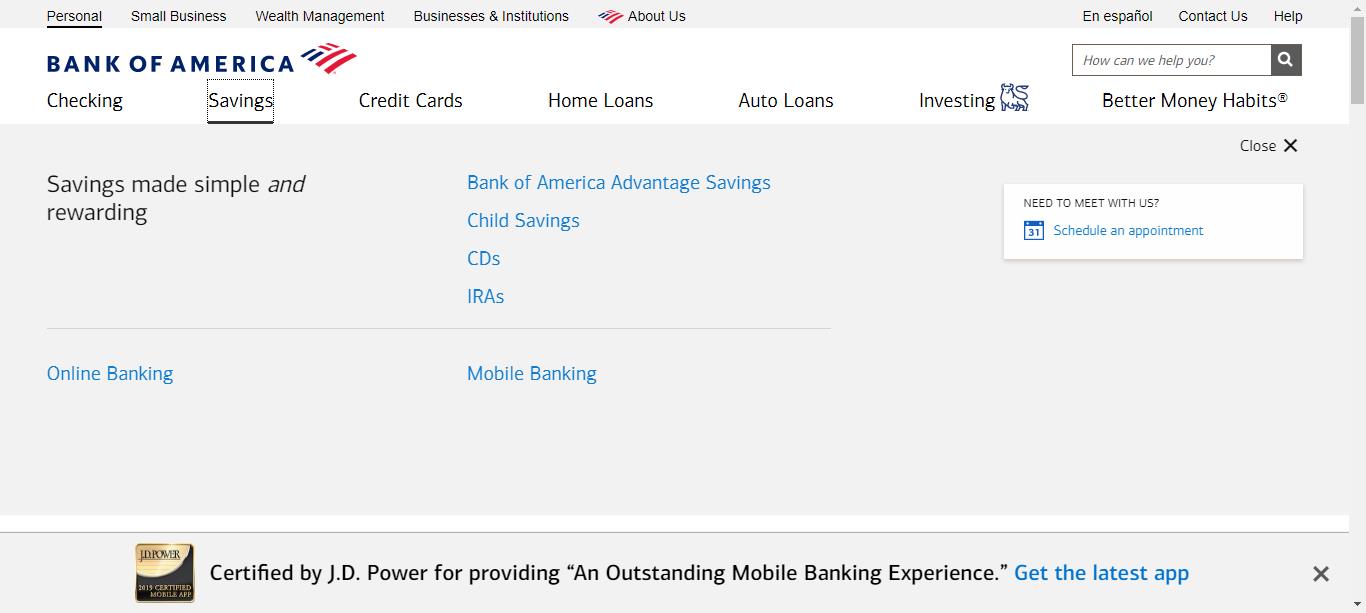 Personal
Small Business
Wealth Management
Businesses & Institutions
About Us
En español
Contact Us
Help
BANK OF AMERICA
How can we help you?
Checking
Savings
Credit Cards
Home Loans
Auto Loans
Investing
Better Money Habits®
Close
Savings made simple and
rewarding
Bank of America Advantage Savings
Child Savings
CDs
IRAs
NEED TO MEET WITH US?
31
Schedule an appointment
Online Banking
Mobile Banking
J.D.POWER
2019 CERTIFIED
MOBILE APP
Certified by J.D. Power for providing “An Outstanding Mobile Banking Experience.” Get the latest app